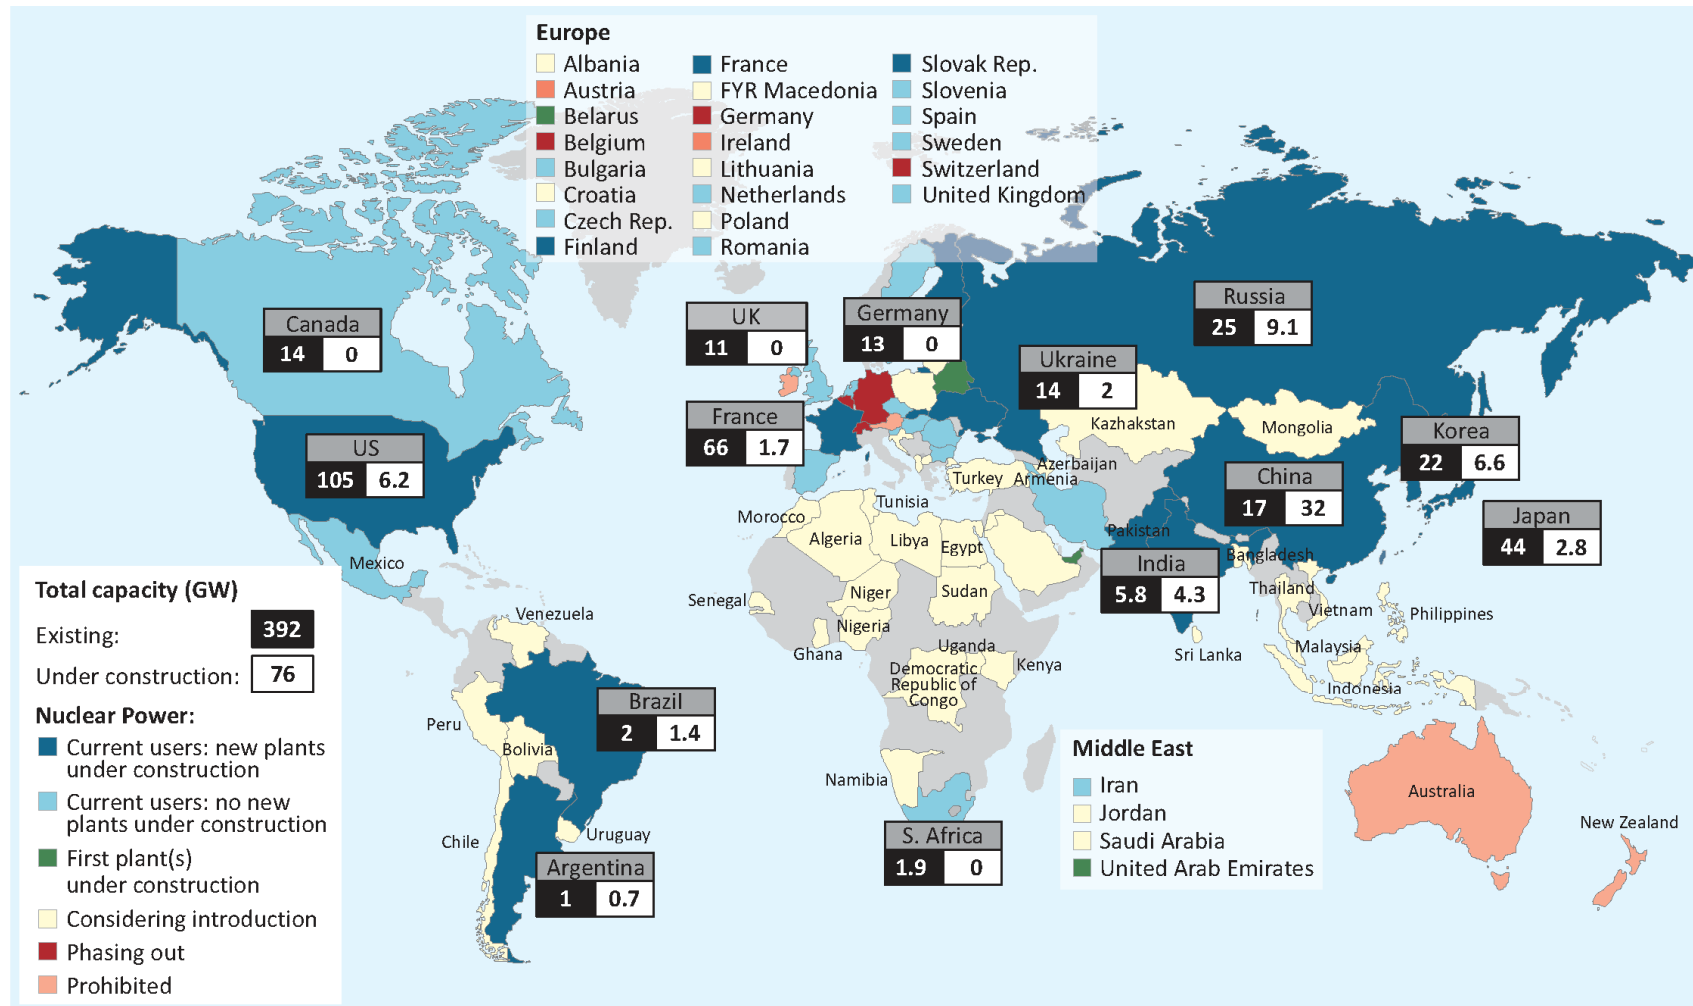 Europe
Albania
Austria
Belarus
Belgium
Bulgaria
Croatia
Czech Rep.
Finland
France
FYR Macedonia
Germany
Ireland
Lithuania
Netherlands
Poland
Romania
Slovak Rep.
Slovenia
Spain
Sweden
Switzerland
United Kingdom
Canada
14 0
US
105 6.2
Mexico
UK
11 0
Germany
13 0
France
66 1.7
Ukraine
14 2
Russia
25 9.1
Kazakhstan
Mongolia
Korea
22 6.6
China
17 32
Japan
44 2.8
Azerbaijan
Armenia
Turkey
Tunisia
Morocco
Algeria
Libya
Egypt
Pakistan
India
5.8 4.3
Bangladesh
Thailand
Vietnam
Philippines
Sri Lanka
Malaysia
Indonesia
Senegal
Niger
Sudan
Nigeria
Ghana
Uganda
Kenya
Democratic
Republic of
Congo
Namibia
S. Africa
1.9 0
Venezuela
Brazil
2 1.4
Peru
Bolivia
Chile
Uruguay
Argentina
1 0.7
Australia
New Zealand
Total capacity (GW)
Existing: 392
Under construction: 76
Nuclear Power:
Current users: new plants
under construction
Current users: no new
plants under construction
First plant(s)
under construction
Considering introduction
Phasing out
Prohibited
Middle East
Iran
Jordan
Saudi Arabia
United Arab Emirates